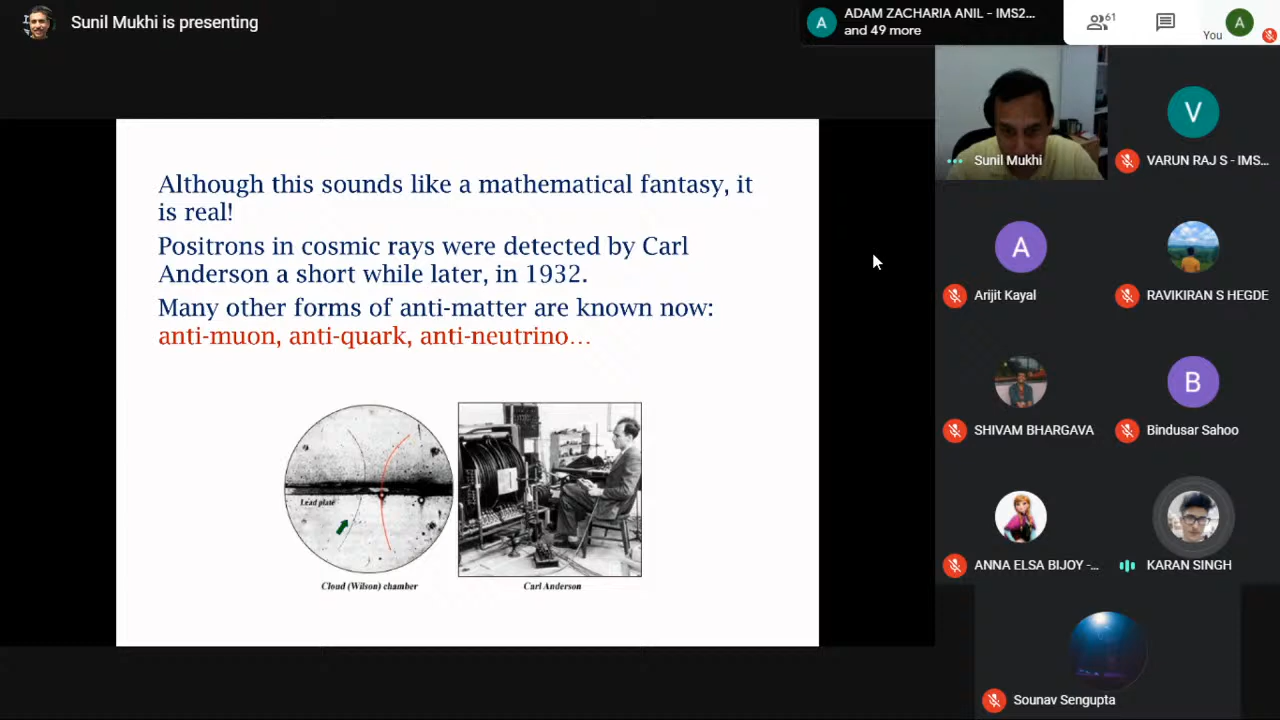 Sunil Mukhi is presenting
ADAM ZACHARIA ANIL - IMS2...
and 49 more
61
You
A
A
Although this sounds like a mathematical fantasy, it
is real!
Positrons in cosmic rays were detected by Carl
Anderson a short while later, in 1932.
Many other forms of anti-matter are known now:
anti-muon, anti-quark, anti-neutrino...
Lead plate
Cloud (Wilson) chamber
Carl Anderson
Sunil Mukhi
V
VARUN RAJ S - IMS...
A
Arijit Kayal
RAVIKIRAN S HEGDE
SHIVAM BHARGAVA
B
Bindusar Sahoo
ANNA ELSA BIJOY -...
KARAN SINGH
Sounav Sengupta